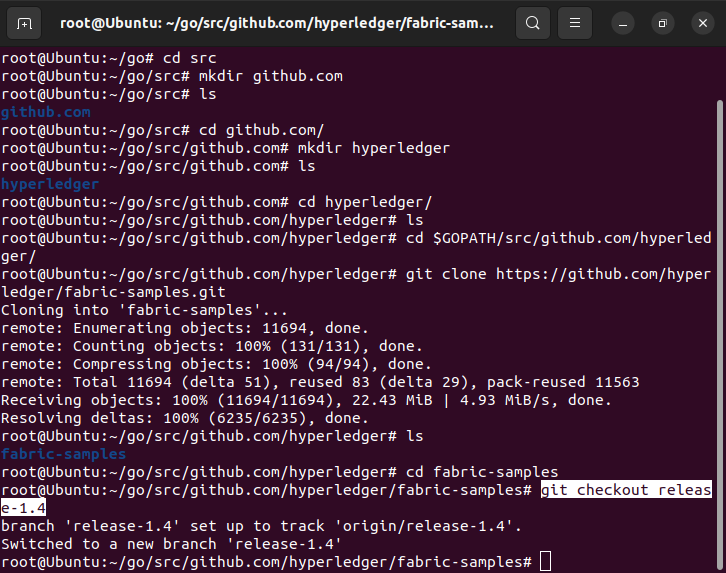 root@Ubuntu: ~/go/src/github.com/hyperledger/fabric-sam...
root@Ubuntu:~/go# cd src
root@Ubuntu:~/go/src# mkdir github.com
root@Ubuntu:~/go/src# ls
github.com
root@Ubuntu:~/go/src# cd github.com/
root@Ubuntu:~/go/src/github.com# mkdir hyperledger
root@Ubuntu:~/go/src/github.com# ls
hyperledger
root@Ubuntu:~/go/src/github.com# cd hyperledger/
root@Ubuntu:~/go/src/github.com/hyperledger# ls
root@Ubuntu:~/go/src/github.com/hyperledger# cd $GOPATH/src/github.com/hyperled
ger/
root@Ubuntu:~/go/src/github.com/hyperledger# git clone https://github.com/hyper
ledger/fabric-samples.git
Cloning into 'fabric-samples'...
remote: Enumerating objects: 11694, done.
remote: Counting objects: 100% (131/131), done.
remote: Compressing objects: 100% (94/94), done.
remote: Total 11694 (delta 51), reused 83 (delta 29), pack-reused 11563
Receiving objects: 100% (11694/11694), 22.43 MiB | 4.93 MiB/s, done.
Resolving deltas: 100% (6235/6235), done.
root@Ubuntu:~/go/src/github.com/hyperledger# ls
fabric-samples
root@Ubuntu:~/go/src/github.com/hyperledger# cd fabric-samples
root@Ubuntu:~/go/src/github.com/hyperledger/fabric-samples# git checkout releas
e-1.4
branch 'release-1.4' set up to track 'origin/release-1.4'.
Switched to a new branch 'release-1.4'
root@Ubuntu:~/go/src/github.com/hyperledger/fabric-samples#